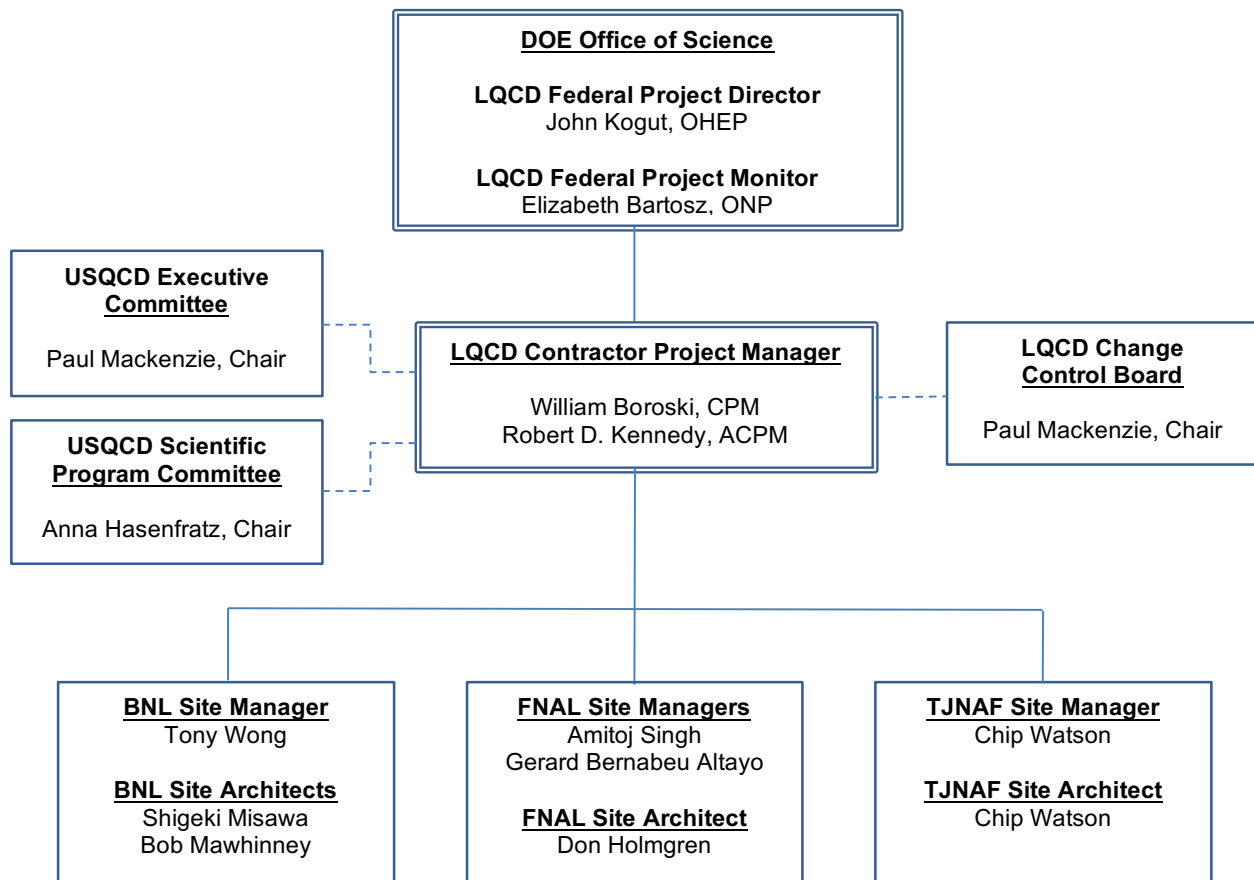 DOE Office of Science
LQCD Federal Project Director
John Kogut, OHEP
LQCD Federal Project Monitor
Elizabeth Bartosz, ONP
USQCD Executive
Committee
Paul Mackenzie, Chair
LQCD Contractor Project Manager
William Boroski, CPM
Robert D. Kennedy, ACPM
LQCD Change
Control Board
Paul Mackenzie, Chair
USQCD Scientific
Program Committee
Anna Hasenfratz, Chair
BNL Site Manager
Tony Wong
BNL Site Architects
Shigeki Misawa
Bob Mawhinney
FNAL Site Managers
Amitoj Singh
Gerard Bernabeu Altayo
FNAL Site Architect
Don Holmgren
TJNAF Site Manager
Chip Watson
TJNAF Site Architect
Chip Watson